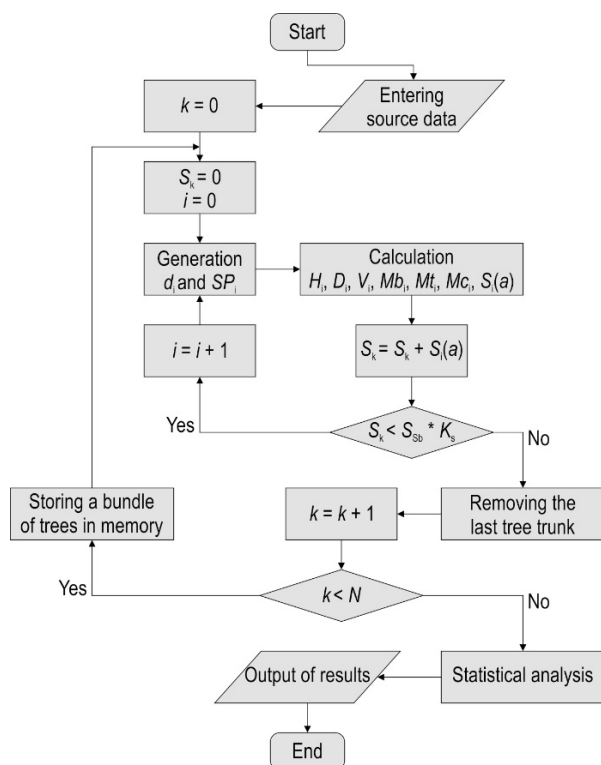 Start
Entering
source data
k = 0
Sk = 0
i = 0
Generation
di and SPi
Calculation
Hi, Di, Vi, Mbi, Mti, Mci, Si(a)
i = i + 1
Sk = Sk + Si(a)
Yes
Sk < SSb * Ks
No
Storing a bundle
of trees in memory
k = k + 1
Removing the
last tree trunk
Yes
k < N
No
Output of results
Statistical analysis
End